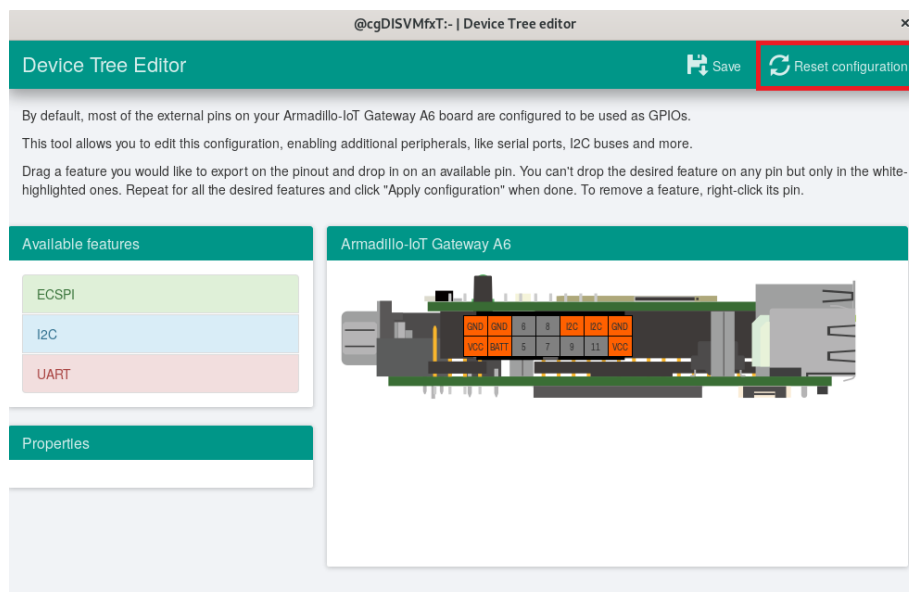 @cgDISVMfxT:~ | Device Tree editor
×
Device Tree Editor
Save
Reset configuration
By default, most of the external pins on your Armadillo-IoT Gateway A6 board are configured to be used as GPIOs.
This tool allows you to edit this configuration, enabling additional peripherals, like serial ports, I2C buses and more.
Drag a feature you would like to export on the pinout and drop in on an available pin. You can't drop the desired feature on any pin but only in the white-
highlighted ones. Repeat for all the desired features and click "Apply configuration" when done. To remove a feature, right-click its pin.
Available features
ECSPI
I2C
UART
Properties
Armadillo-IoT Gateway A6
GND GND 6 8 I2C I2C GND
VCC BATT 5 7 9 11 VCC